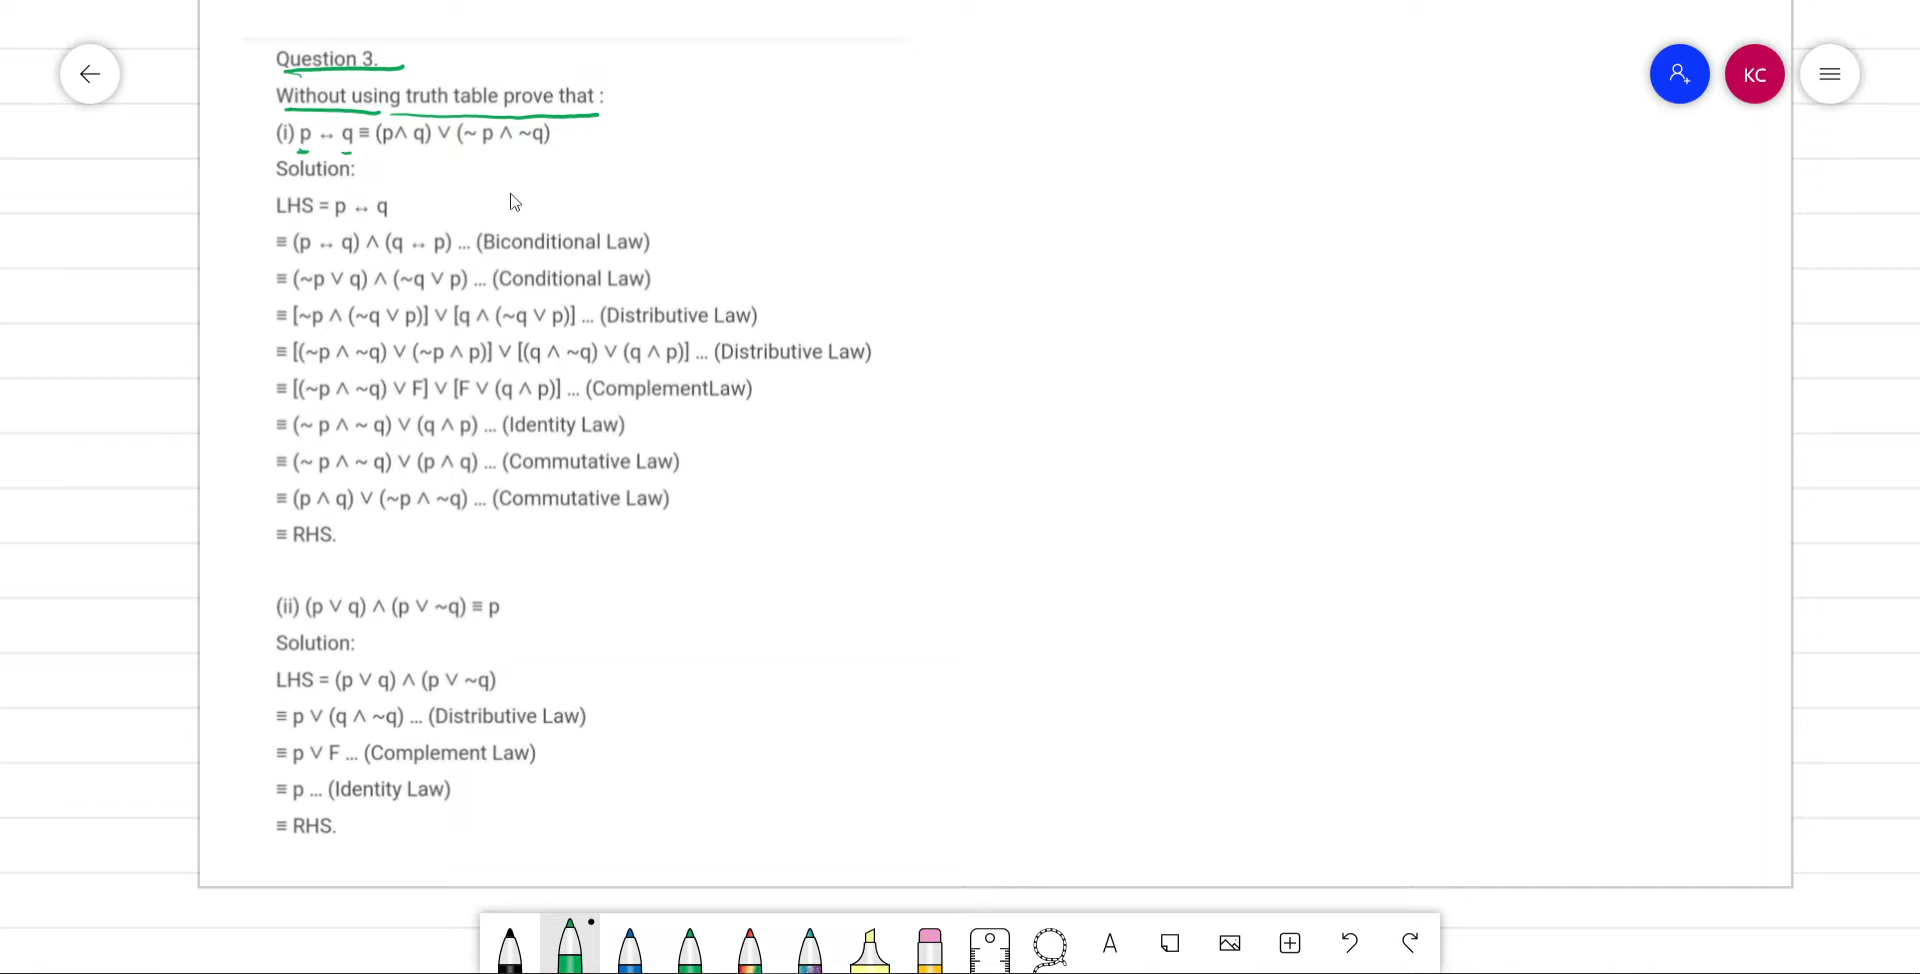 Question 3.
Without using truth table prove that :
(i) p ↔ q ≡ (p∧ q) ∨ (~ p ∧ ~q)
Solution:
LHS = p ↔ q
≡ (p ↔ q) ∧ (q ↔ p) … (Biconditional Law)
≡ (~p ∨ q) ∧ (~q ∨ p) … (Conditional Law)
≡ [~p ∧ (~q ∨ p)] ∨ [q ∧ (~q ∨ p)] … (Distributive Law)
≡ [(~p ∧ ~q) ∨ (~p ∧ p)] ∨ [(q ∧ ~q) ∨ (q ∧ p)] … (Distributive Law)
≡ [(~p ∧ ~q) ∨ F] ∨ [F ∨ (q ∧ p)] … (ComplementLaw)
≡ (~ p ∧ ~ q) ∨ (q ∧ p) … (Identity Law)
≡ (~ p ∧ ~ q) ∨ (p ∧ q) … (Commutative Law)
≡ (p ∧ q) ∨ (~p ∧ ~q) … (Commutative Law)
≡ RHS.
(ii) (p ∨ q) ∧ (p ∨ ~q) ≡ p
Solution:
LHS = (p ∨ q) ∧ (p ∨ ~q)
≡ p ∨ (q ∧ ~q) … (Distributive Law)
≡ p ∨ F … (Complement Law)
≡ p … (Identity Law)
≡ RHS.
KC
A